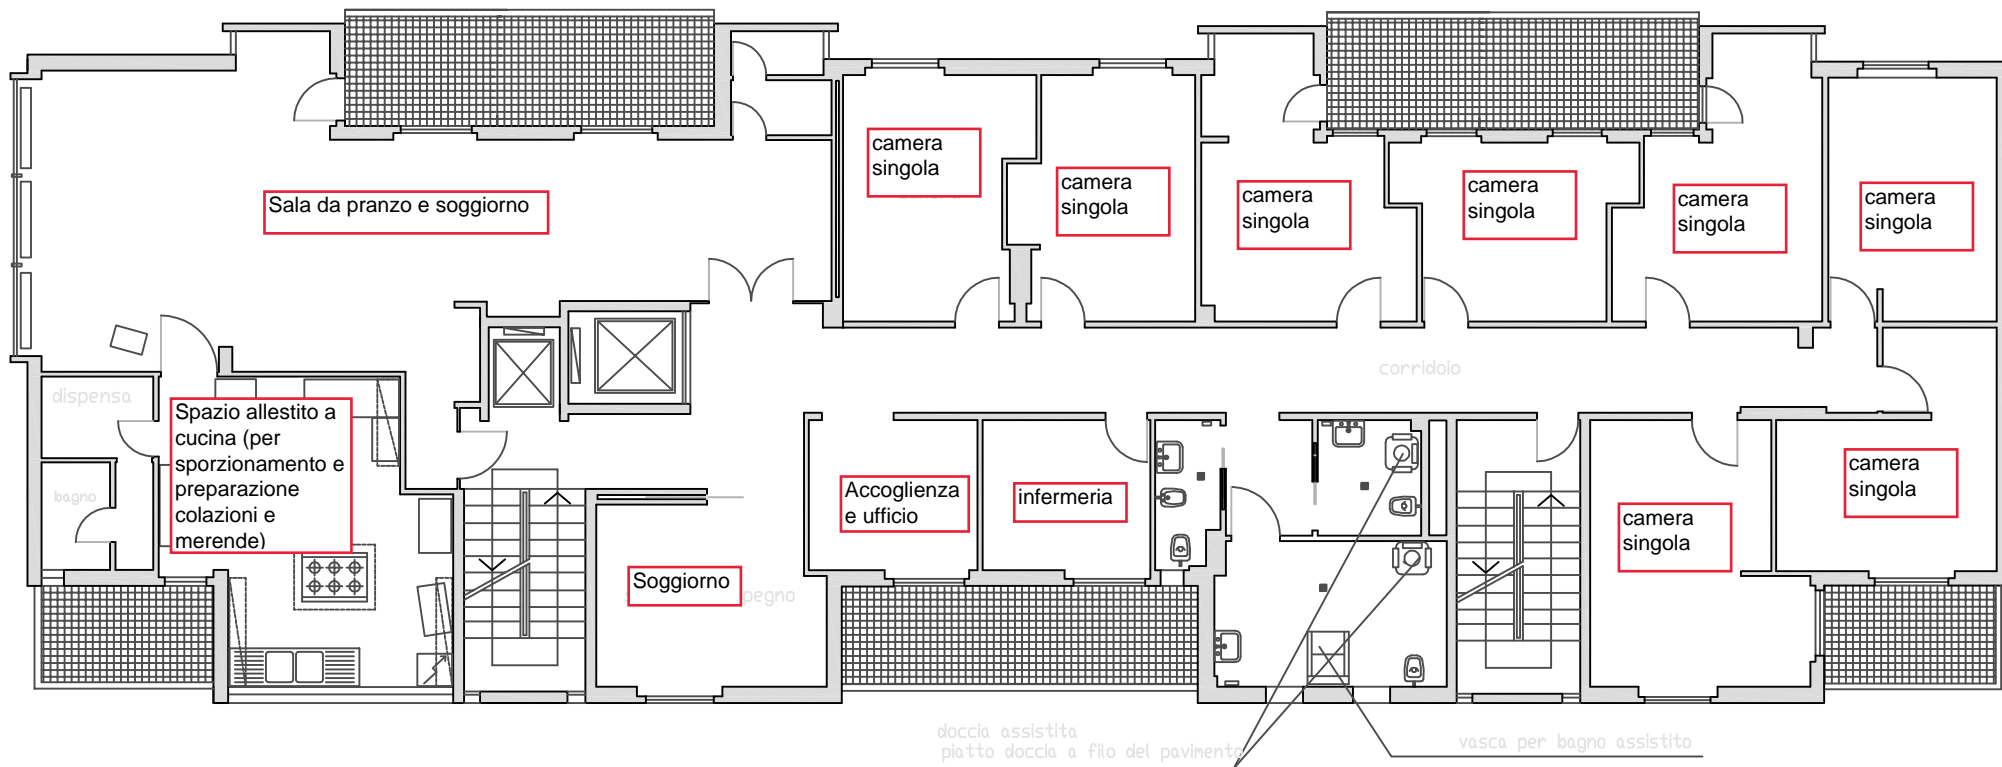 camera
singola
camera
singola
camera
singola
camera
singola
camera
singola
camera
singola
Sala da pranzo e soggiorno
corridoio
dispensa
Spazio allestito a
cucina (per
sporzionamento e
preparazione
colazioni e
merende)
bagno
Accoglienza
e ufficio
infermeria
camera
singola
camera
singola
Soggiorno
pegno
doccia assistita
piatto doccia a filo del pavimento
vasca per bagno assistito